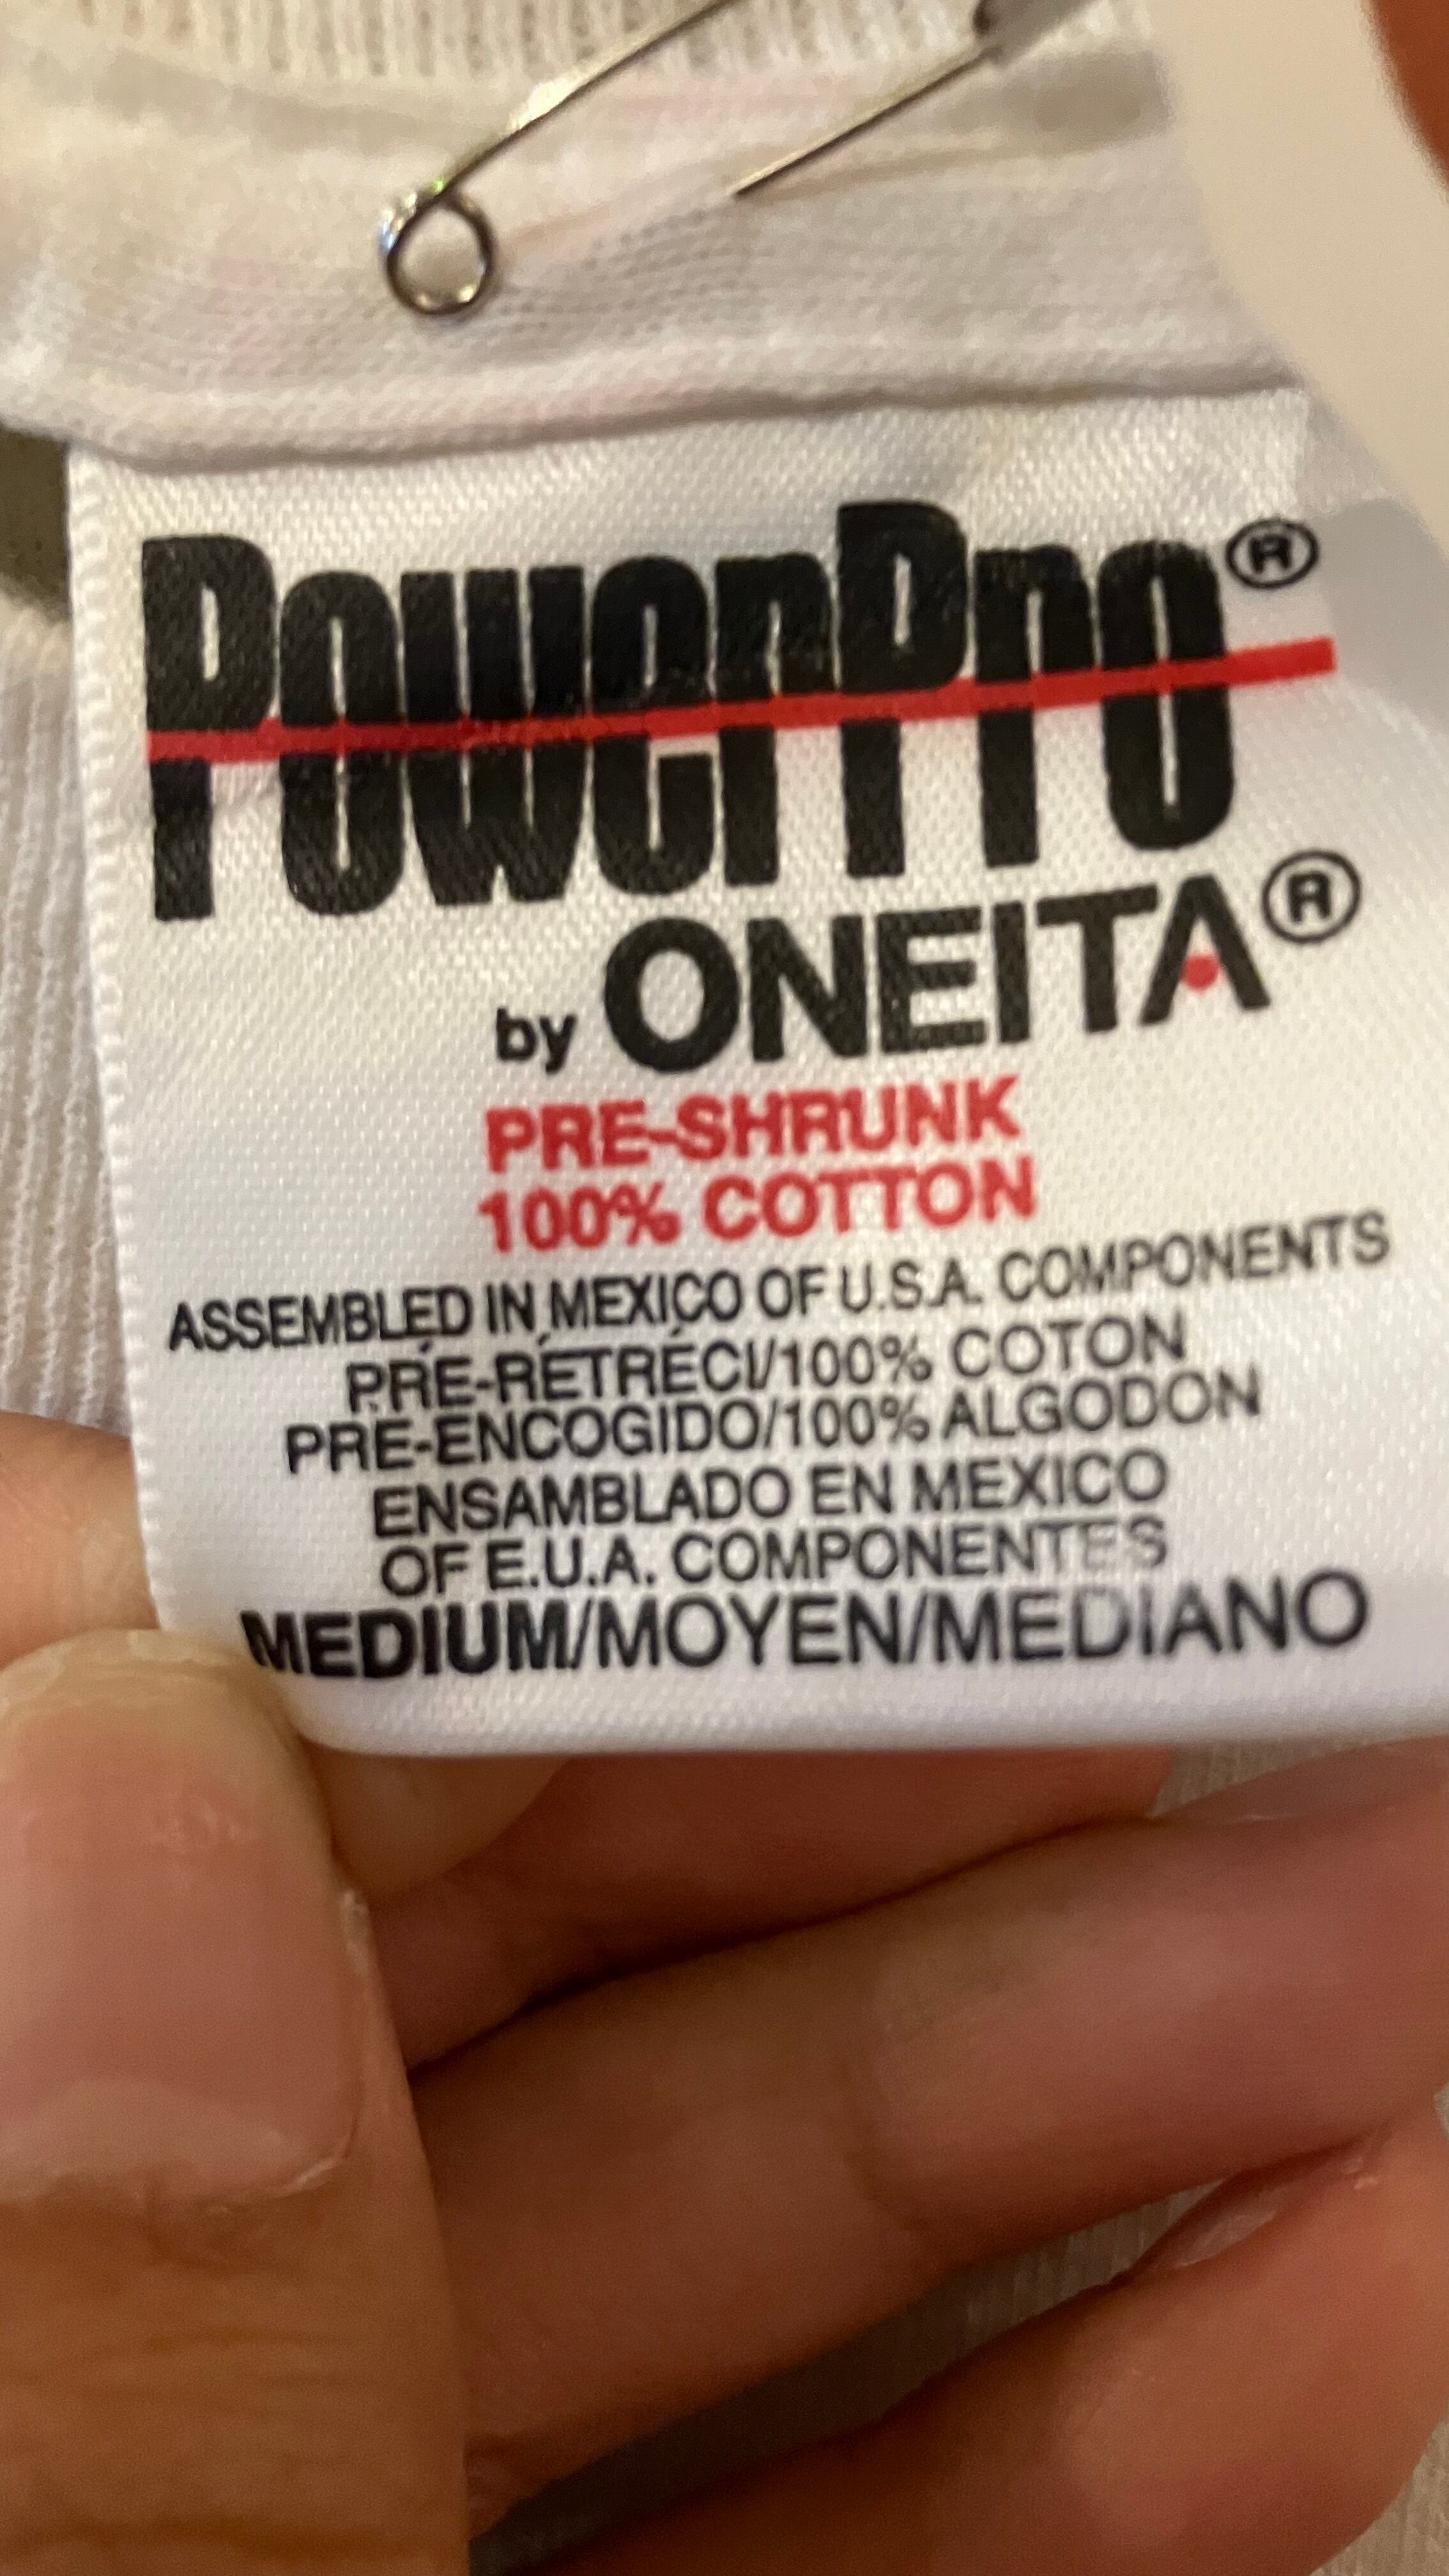 PowerPro®
by ONEITA®
PRE-SHRUNK
100% COTTON
ASSEMBLED IN MEXICO OF U.S.A. COMPONENTS
PRÉ-RÉTRÉCI/100% COTON
PRE-ENCOGIDO/100% ALGODON
ENSAMBLADO EN MEXICO
OF E.U.A. COMPONENTES
MEDIUM/MOYEN/MEDIANO